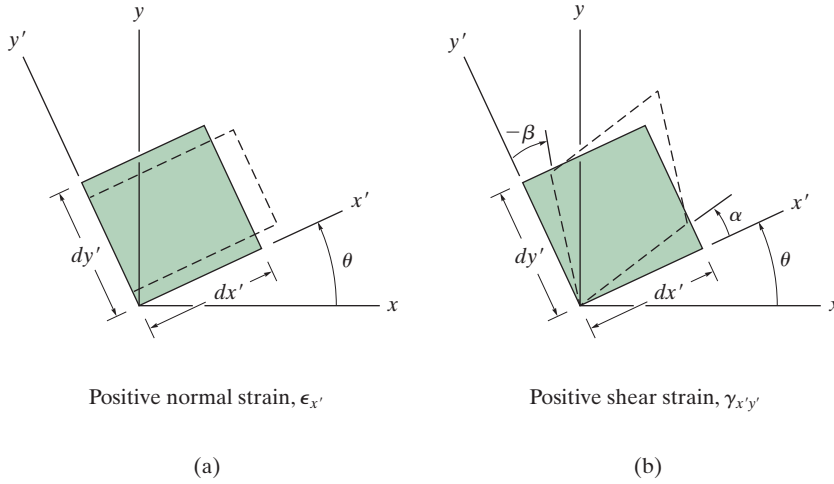 y
y′
x′
dy′
θ
dx′
x
Positive normal strain, ϵx′
(a)
y
y′
−β
x′
α
dy′
θ
dx′
x
Positive shear strain, γx′y′
(b)